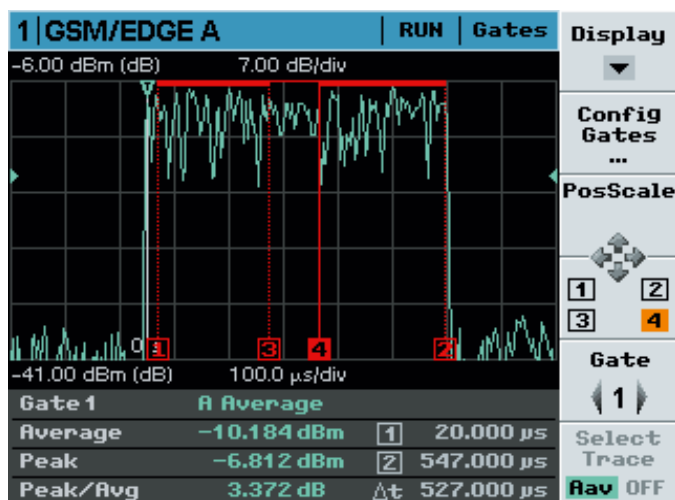 1 GSM/EDGE A RUN Gates
-6.00 dBm (dB) 7.00 dB/div
0 s
1 3 4 2
-41.00 dBm (dB) 100.0 µs/div
Gate 1 A Average
Average -10.184 dBm 1 20.000 µs
Peak -6.812 dBm 2 547.000 µs
Peak/Avg 3.372 dB Δt 527.000 µs
Display
Config
Gates
...
PosScale
1 2
3 4
Gate
1
Select
Trace
Aav OFF